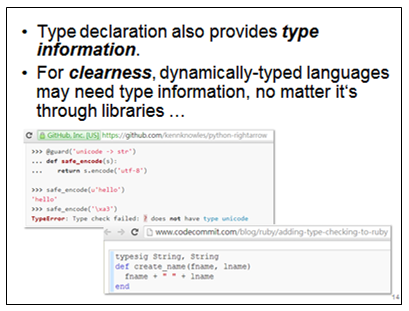 • Type declaration also provides type
information.
• For clearness, dynamically-typed languages
may need type information, no matter it's
through libraries …
GitHub, Inc. [US] https://github.com/kennknowles/python-rightarrow
>>> @guard('unicode -> str')
... def safe_encode(s):
...     return s.encode('utf-8')
>>> safe_encode(u'hello')
'hello'
>>> safe_encode('\xa3')
TypeError: Type check failed: ? does not have type unicode
www.codecommit.com/blog/ruby/adding-type-checking-to-ruby
typesig String, String
def create_name(fname, lname)
  fname + " " + lname
end
14